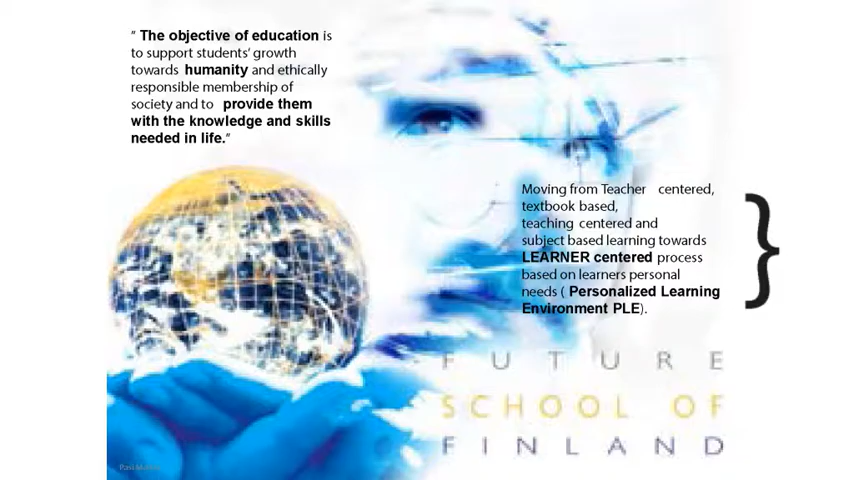 " The objective of education is
to support students' growth
towards humanity and ethically
responsible membership of
society and to provide them
with the knowledge and skills
needed in life."
Moving from Teacher centered,
textbook based,
teaching centered and
subject based learning towards
LEARNER centered process
based on learners personal
needs ( Personalized Learning
Environment PLE).
}
FUTURE
SCHOOL OF
FINLAND